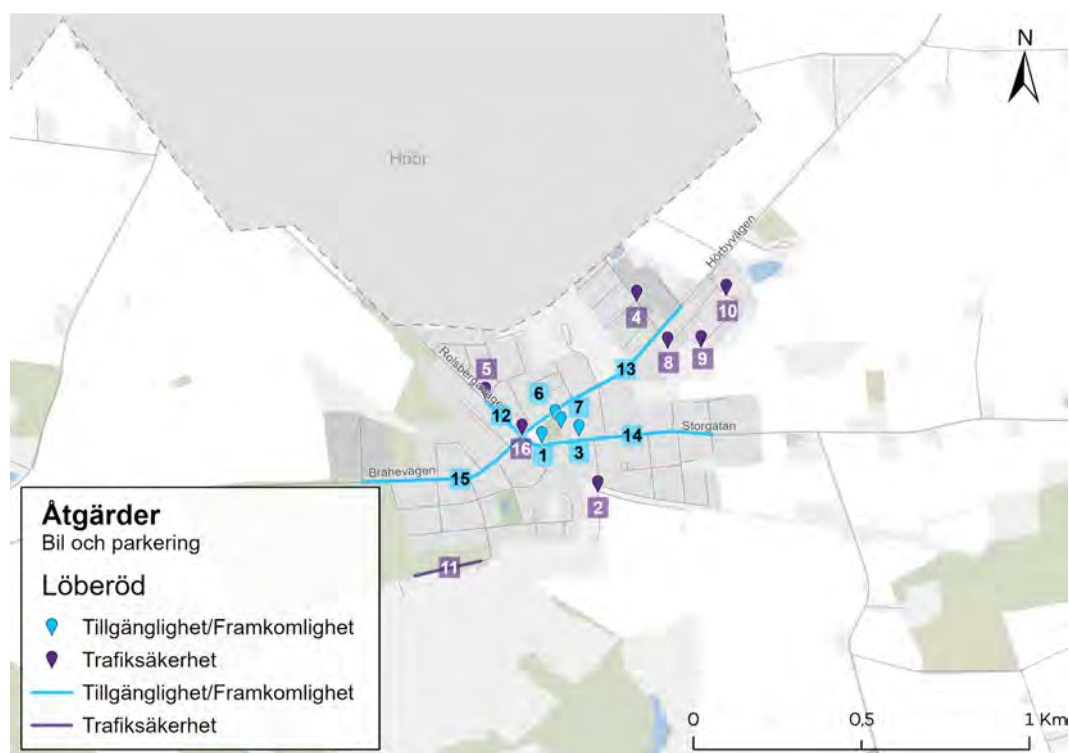 N
Höör
Hörbyvägen
4
10
8
9
5
Rolsbergavägen
6
13
7
12
16
1
3
14
Storgatan
Brahevägen
15
2
11
Åtgärder
Bil och parkering
Löberöd
Tillgänglighet/Framkomlighet
Trafiksäkerhet
Tillgänglighet/Framkomlighet
Trafiksäkerhet
0 0,5 1 Km